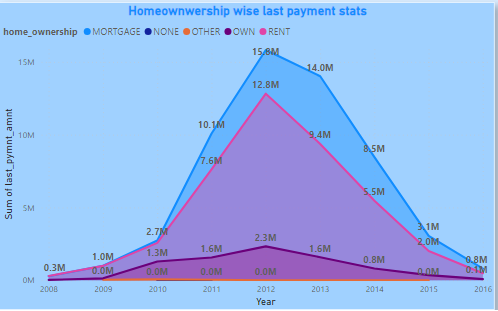 Homeownwership wise last payment stats
home_ownership MORTGAGE NONE OTHER OWN RENT
15.8M
15M
14.0M
12.8M
10.1M
10M
9.4M
8.5M
7.6M
5.5M
5M
3.1M
2.7M
2.3M
2.0M
1.3M 1.6M 1.6M
0.3M 1.0M 0.8M 0.8M
0M 0.0M 0.0M 0.0M 0.0M 0.0M
2008 2009 2010 2011 2012 2013 2014 2015 2016
Year
Sum of last_pymnt_amnt